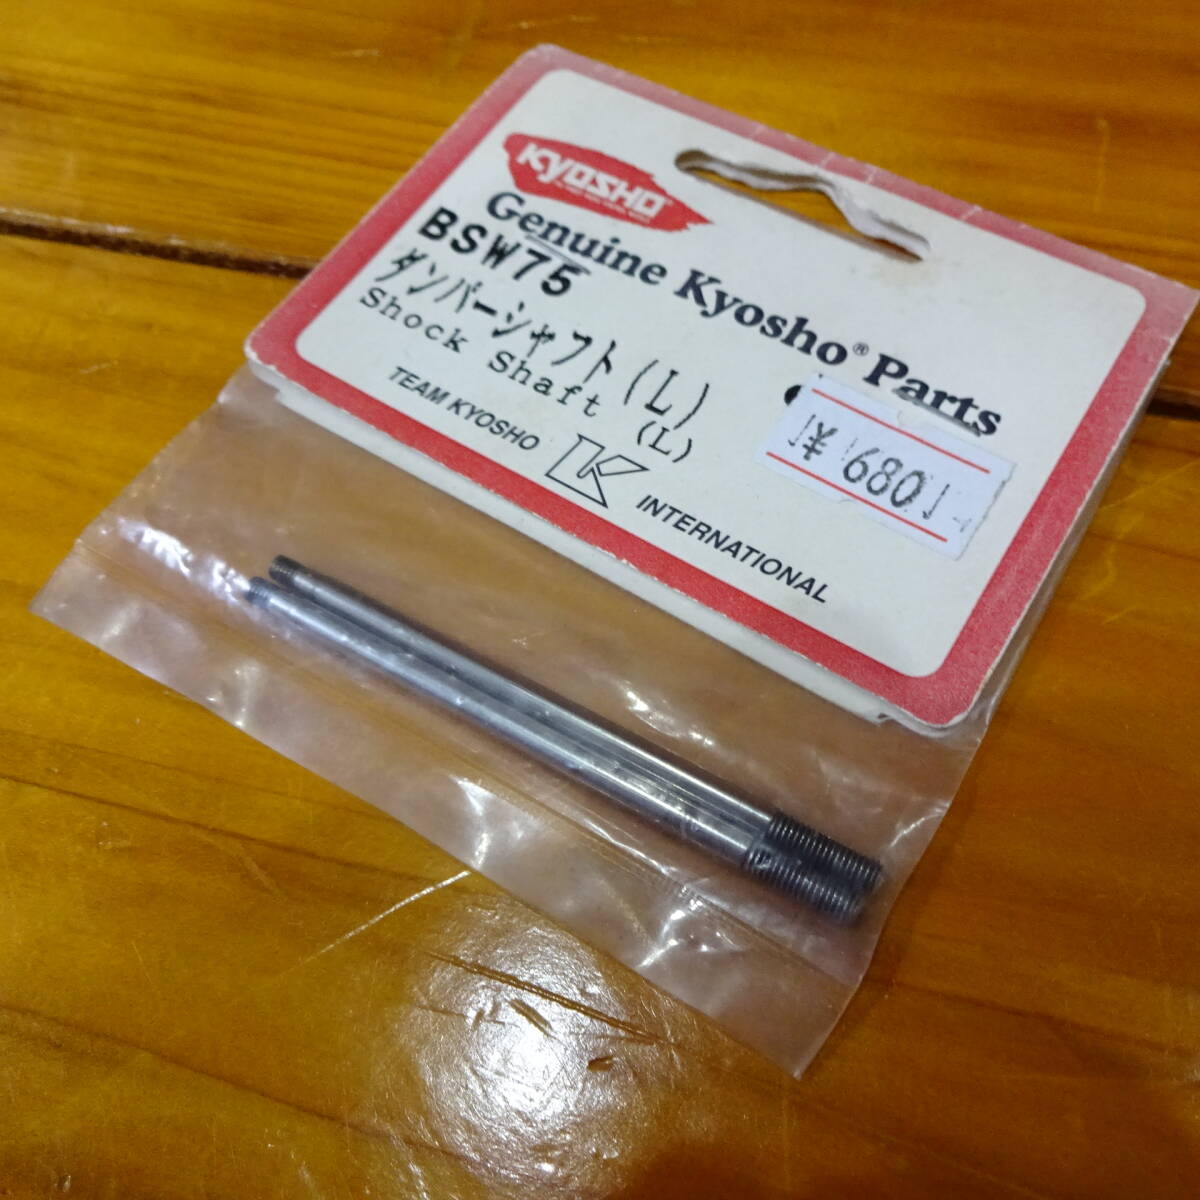 KYOSHO
Genuine Kyosho® Parts
BSW75
ダンパーシャフト(L)
Shock Shaft (L)
¥ 680
TEAM KYOSHO K INTERNATIONAL